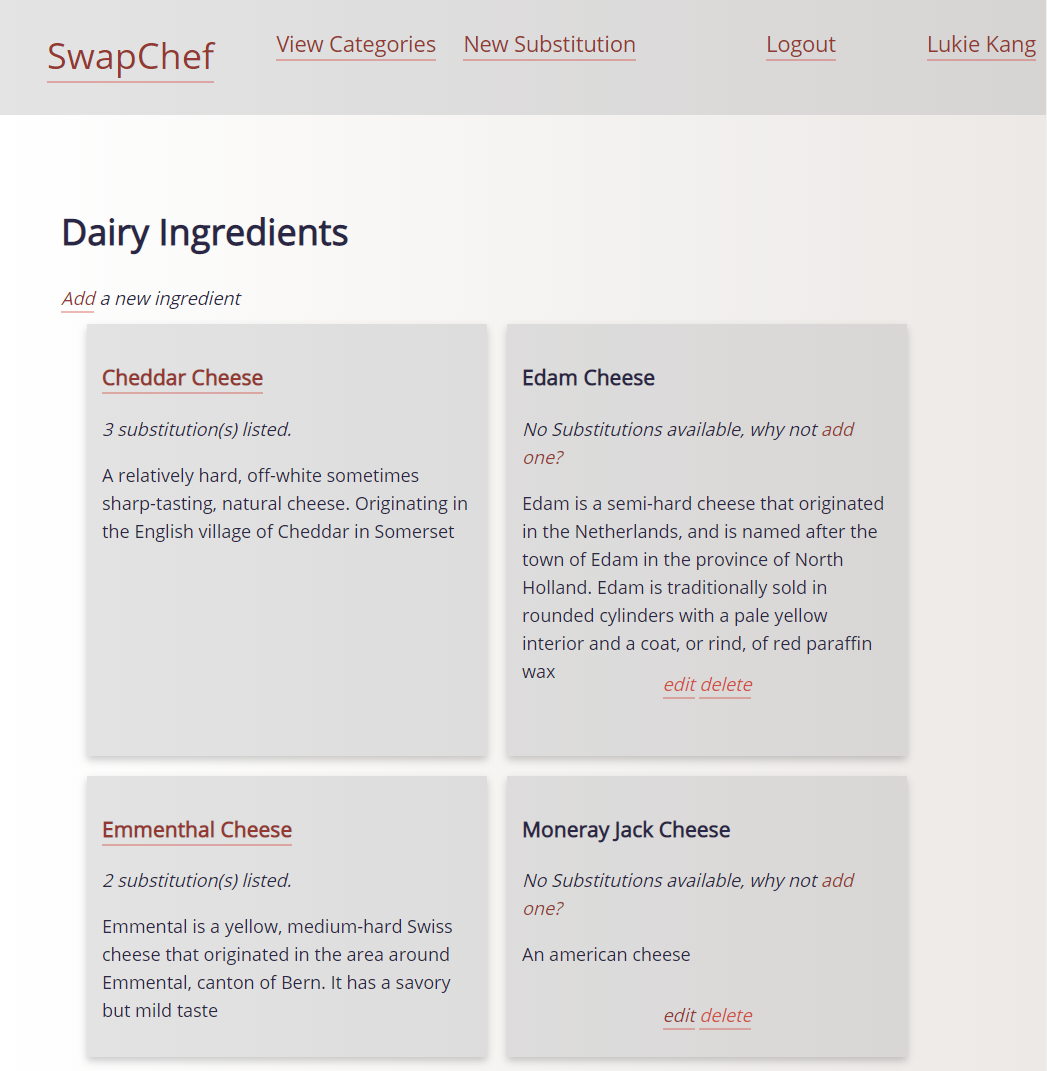 SwapChef View Categories New Substitution Logout Lukie Kang
Dairy Ingredients
Add a new ingredient
Cheddar Cheese
3 substitution(s) listed.
A relatively hard, off-white sometimes
sharp-tasting, natural cheese. Originating in
the English village of Cheddar in Somerset
Edam Cheese
No Substitutions available, why not add
one?
Edam is a semi-hard cheese that originated
in the Netherlands, and is named after the
town of Edam in the province of North
Holland. Edam is traditionally sold in
rounded cylinders with a pale yellow
interior and a coat, or rind, of red paraffin
wax
edit delete
Emmenthal Cheese
2 substitution(s) listed.
Emmental is a yellow, medium-hard Swiss
cheese that originated in the area around
Emmental, canton of Bern. It has a savory
but mild taste
Moneray Jack Cheese
No Substitutions available, why not add
one?
An american cheese
edit delete